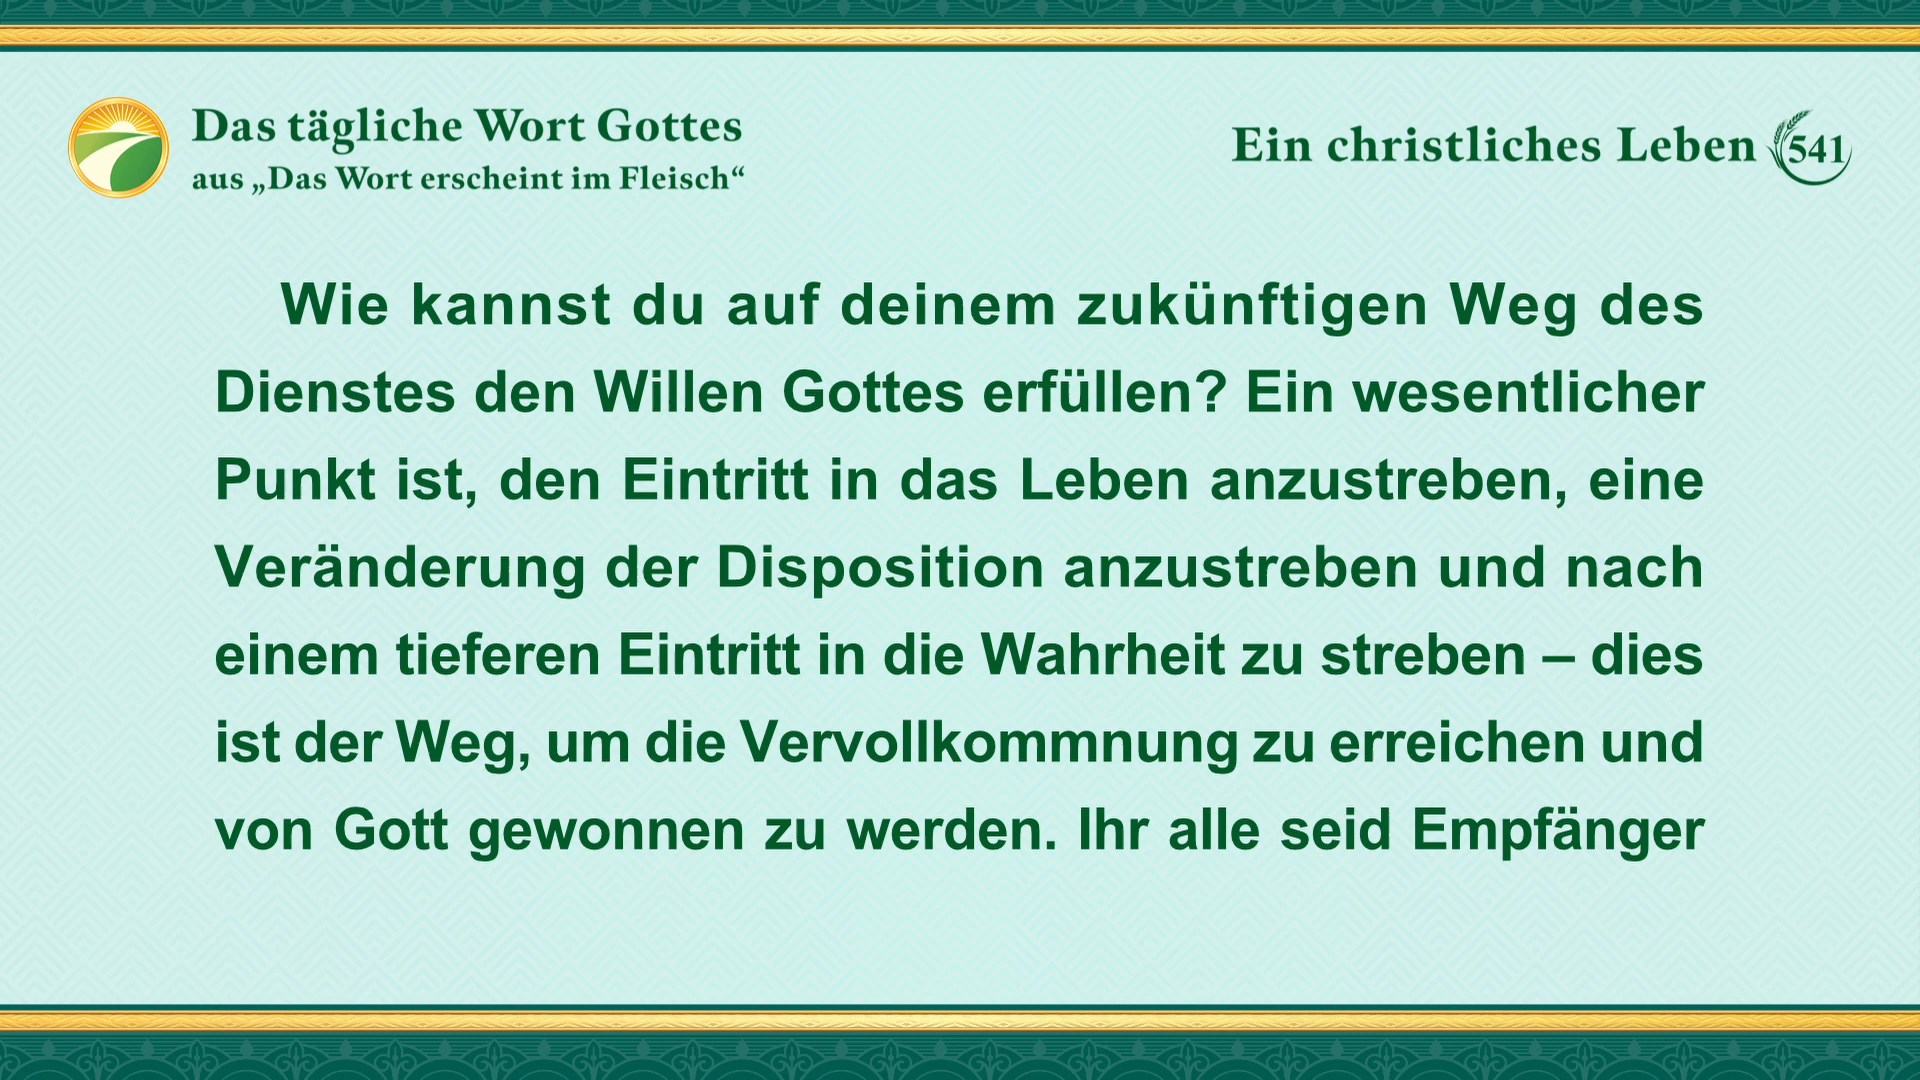 Das tägliche Wort Gottes
aus „Das Wort erscheint im Fleisch“
Ein christliches Leben 541
Wie kannst du auf deinem zukünftigen Weg des
Dienstes den Willen Gottes erfüllen? Ein wesentlicher
Punkt ist, den Eintritt in das Leben anzustreben, eine
Veränderung der Disposition anzustreben und nach
einem tieferen Eintritt in die Wahrheit zu streben – dies
ist der Weg, um die Vervollkommnung zu erreichen und
von Gott gewonnen zu werden. Ihr alle seid Empfänger